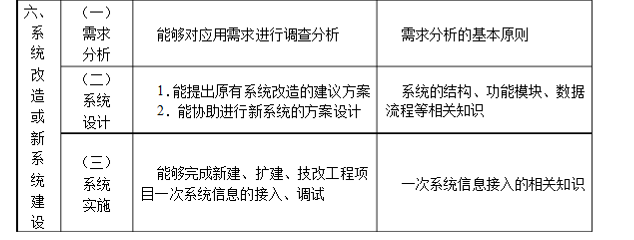 六、系统改造或新系统建设
（一）
需求
分析
能够对应用需求进行调查分析
需求分析的基本原则
（二）
系统
设计
1.能提出原有系统改造的建议方案
2. 能协助进行新系统的方案设计
系统的结构、功能模块、数据
流程等相关知识
（三）
系统
实施
能够完成新建、扩建、技改工程项
目一次系统信息的接入、调试
一次系统信息接入的相关知识